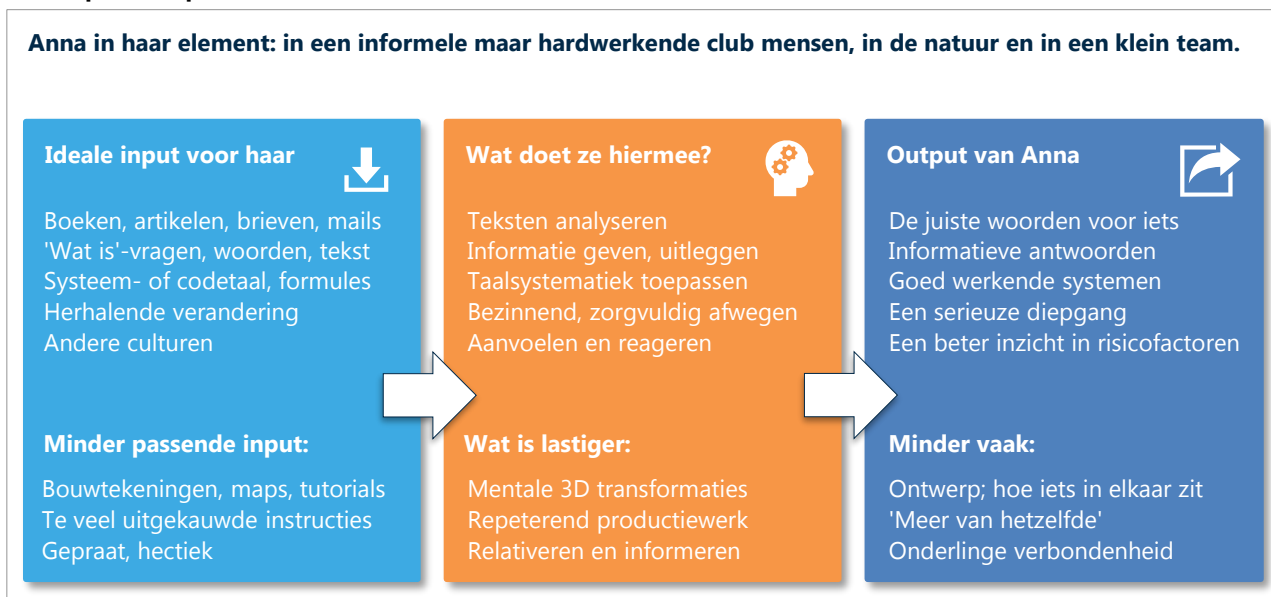 Anna in haar element: in een informele maar hardwerkende club mensen, in de natuur en in een klein team.
Ideale input voor haar
Boeken, artikelen, brieven, mails
'Wat is'-vragen, woorden, tekst
Systeem- of codetaal, formules
Herhalende verandering
Andere culturen
Minder passende input:
Bouwtekeningen, maps, tutorials
Te veel uitgekauwde instructies
Gepraat, hectiek
Wat doet ze hiermee?
Teksten analyseren
Informatie geven, uitleggen
Taalsystematiek toepassen
Bezinnend, zorgvuldig afwegen
Aanvoelen en reageren
Wat is lastiger:
Mentale 3D transformaties
Repeterend productiewerk
Relativeren en informeren
Output van Anna
De juiste woorden voor iets
Informatieve antwoorden
Goed werkende systemen
Een serieuze diepgang
Een beter inzicht in risicofactoren
Minder vaak:
Ontwerp; hoe iets in elkaar zit
'Meer van hetzelfde'
Onderlinge verbondenheid